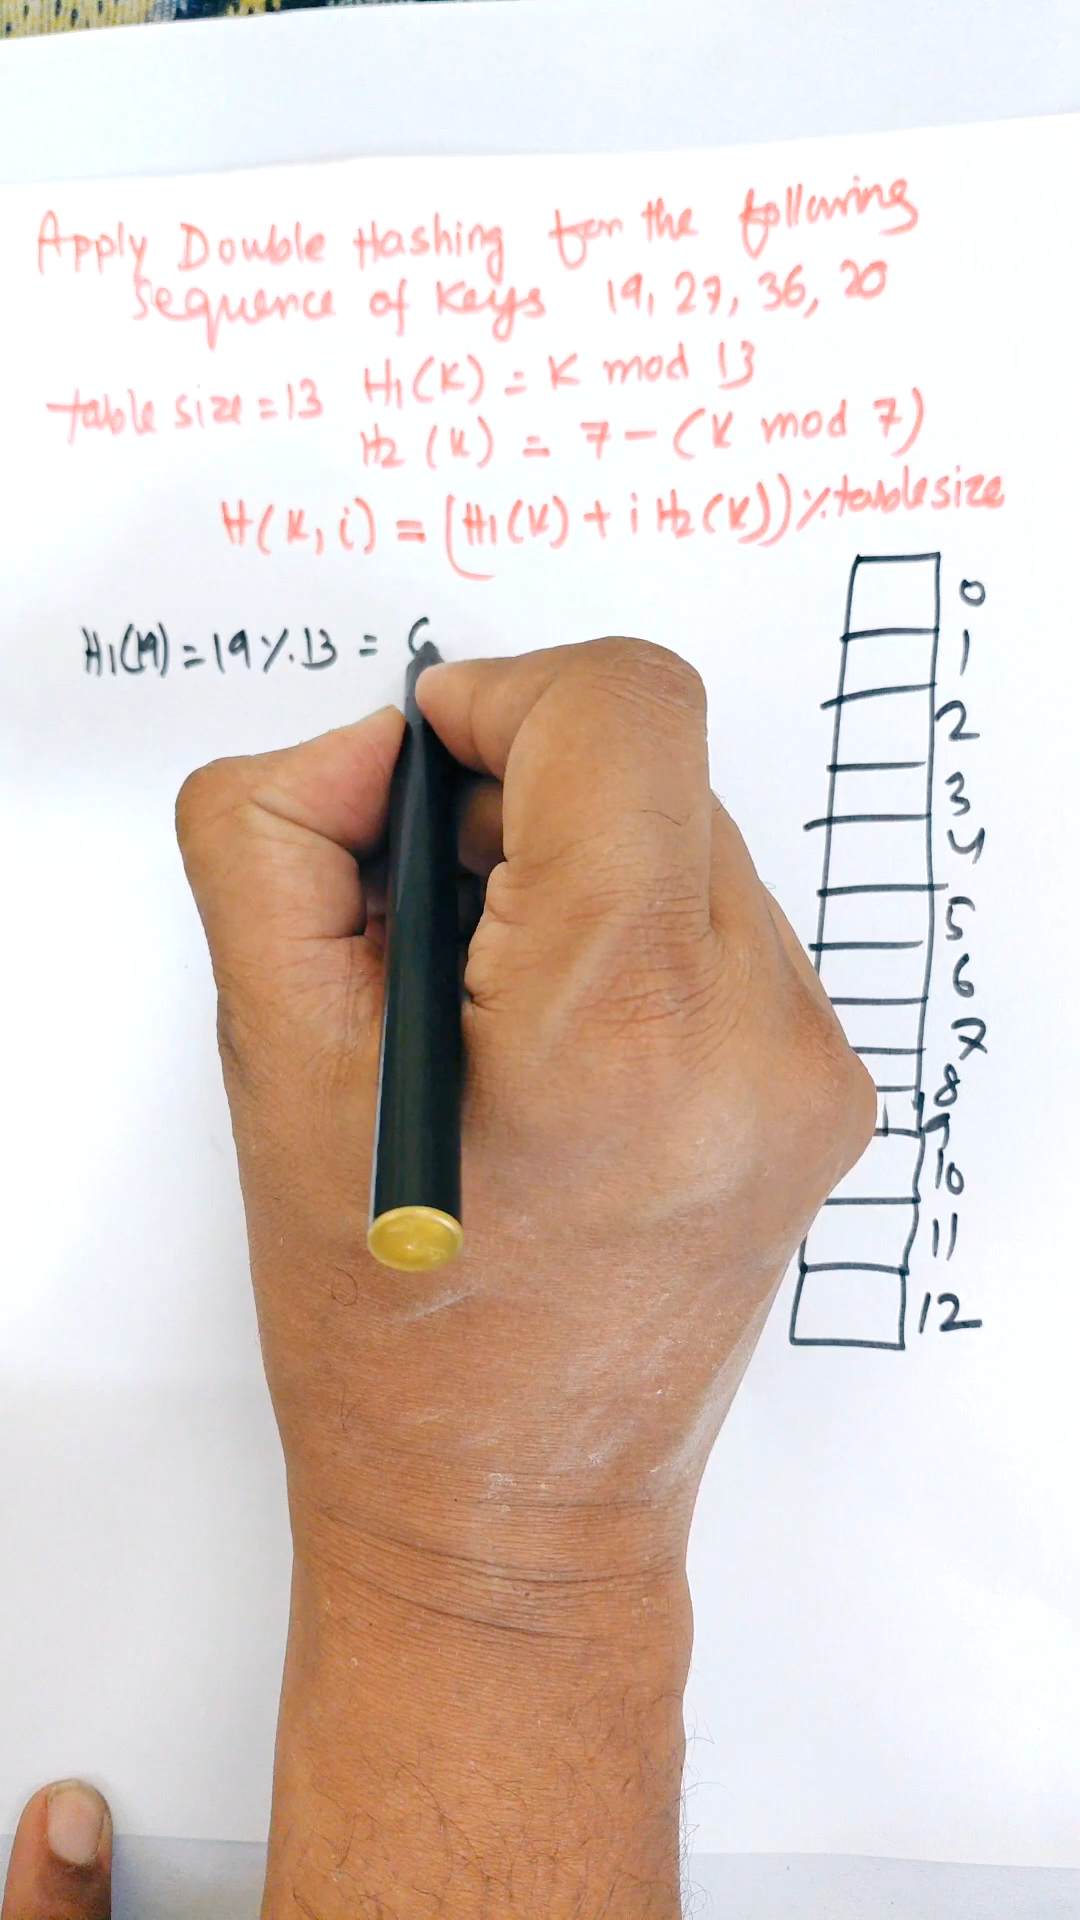 Apply Double Hashing for the following
Sequence of Keys 19, 27, 36, 20
table size = 13 H1(K) = K mod 13
H2 (K) = 7 - (K mod 7)
H(K, i) = (H1(K) + i H2(K)) % tablesize
H1(19) = 19 % 13 = 6
0
1
2
3
4
5
6
7
8
9
10
11
12